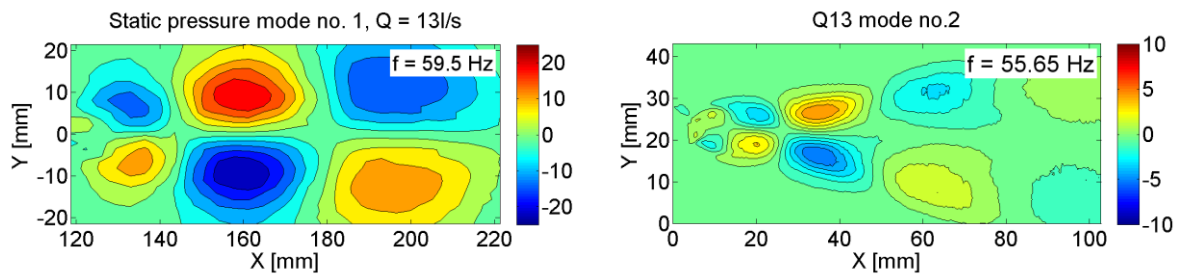 Static pressure mode no. 1, Q = 13l/s
f = 59.5 Hz
Y [mm]
20
10
0
-10
-20
120 140 160 180 200 220
X [mm]
20
10
0
-10
-20
Q13 mode no.2
f = 55.65 Hz
Y [mm]
40
30
20
10
0
0 20 40 60 80 100
X [mm]
10
5
0
-5
-10